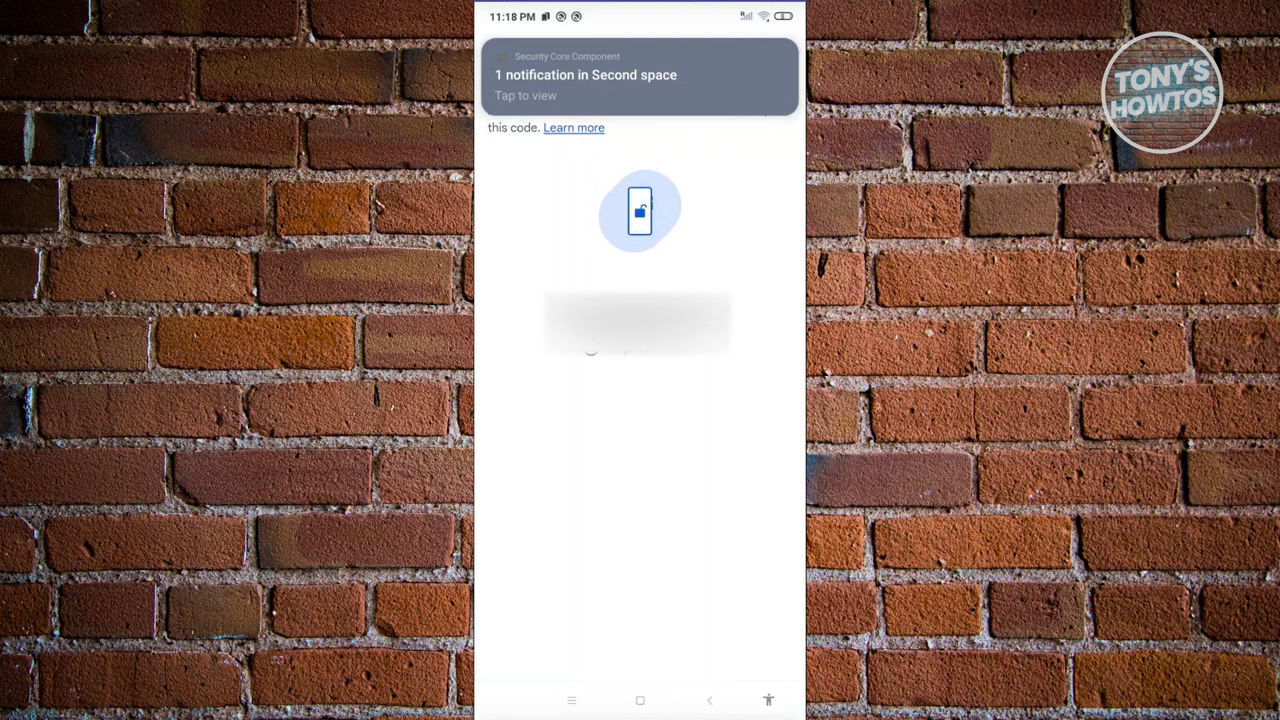 11:18 PM
Security Core Component
1 notification in Second space
Tap to view
this code. Learn more
TONY'S
HOWTOS